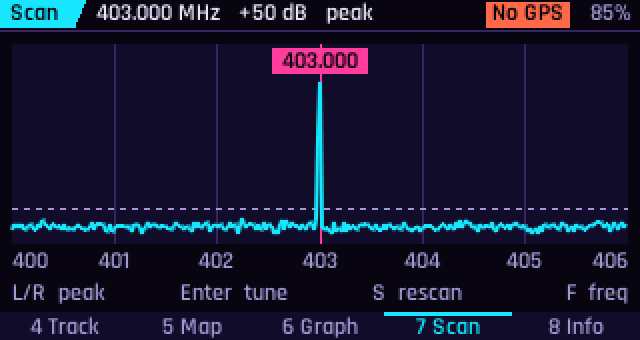 Scan 403.000 MHz +50 dB peak No GPS 85%
403.000
400 401 402 403 404 405 406
L/R peak Enter tune S rescan F freq
4 Track 5 Map 6 Graph 7 Scan 8 Info